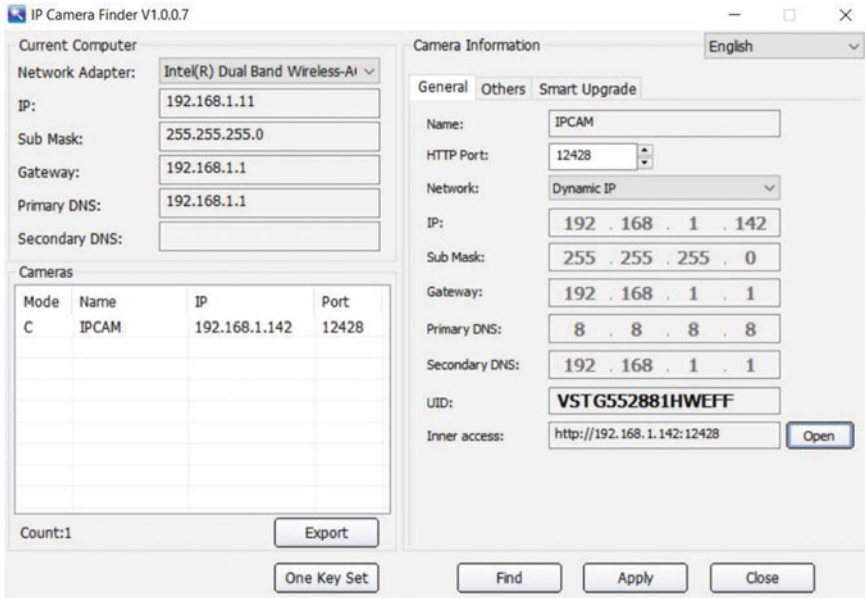 IP Camera Finder V1.0.0.7
Current Computer
Network Adapter: Intel(R) Dual Band Wireless-A
IP: 192.168.1.11
Sub Mask: 255.255.255.0
Gateway: 192.168.1.1
Primary DNS: 192.168.1.1
Secondary DNS:
Cameras
Mode Name IP Port
C IPCAM 192.168.1.142 12428
Count:1 Export
One Key Set
Camera Information English
General Others Smart Upgrade
Name: IPCAM
HTTP Port: 12428
Network: Dynamic IP
IP: 192 . 168 . 1 . 142
Sub Mask: 255 . 255 . 255 . 0
Gateway: 192 . 168 . 1 . 1
Primary DNS: 8 . 8 . 8 . 8
Secondary DNS: 192 . 168 . 1 . 1
UID: VSTG552881HWEFF
Inner access: http://192.168.1.142:12428 Open
Find Apply Close